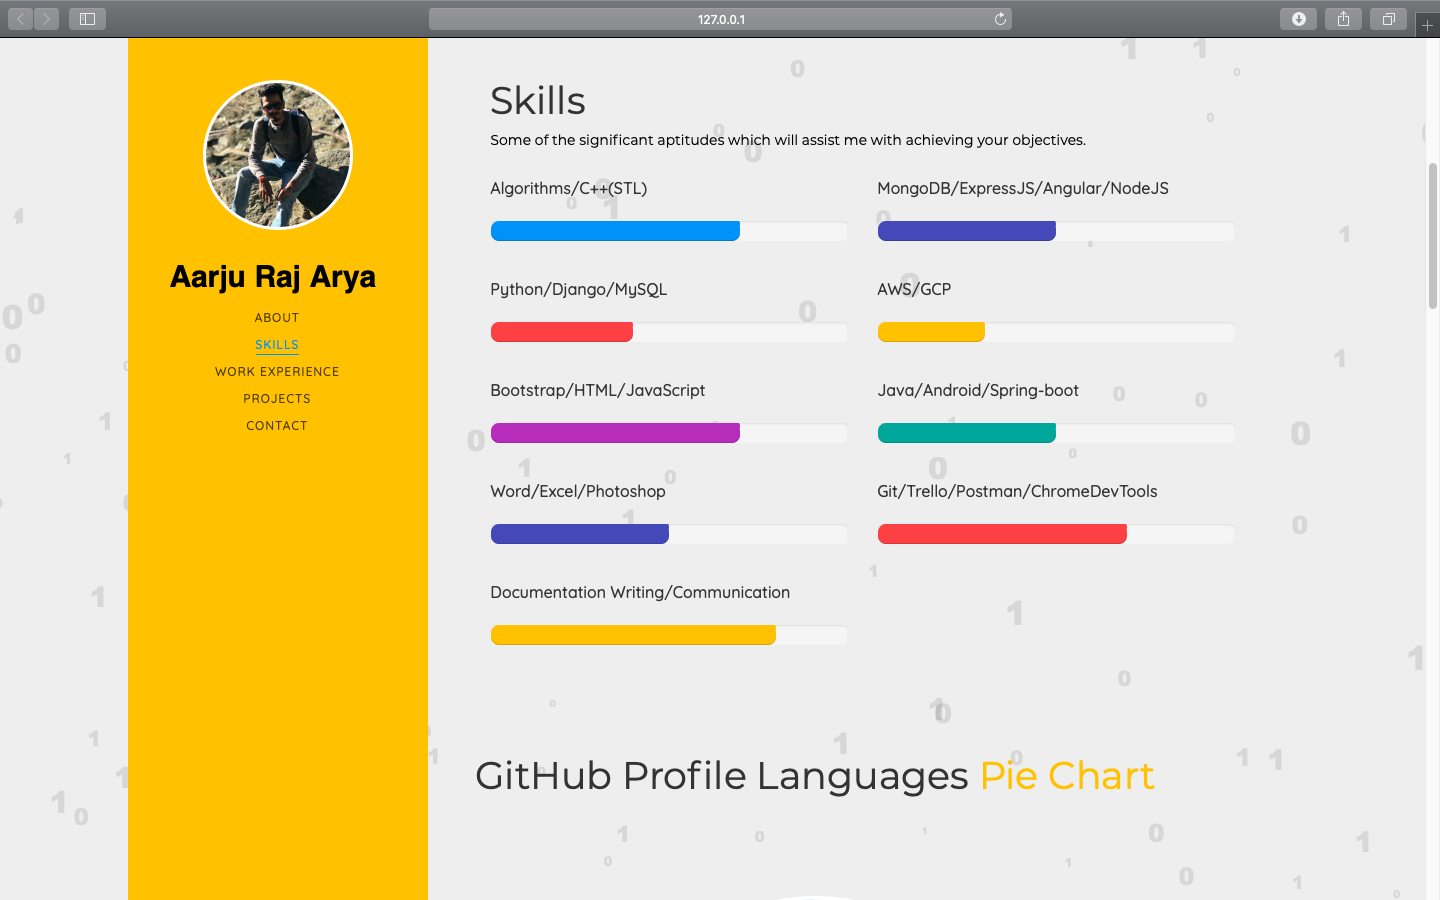 127.0.0.1
Aarju Raj Arya
ABOUT
SKILLS
WORK EXPERIENCE
PROJECTS
CONTACT
Skills
Some of the significant aptitudes which will assist me with achieving your objectives.
Algorithms/C++(STL)
MongoDB/ExpressJS/Angular/NodeJS
Python/Django/MySQL
AWS/GCP
Bootstrap/HTML/JavaScript
Java/Android/Spring-boot
Word/Excel/Photoshop
Git/Trello/Postman/ChromeDevTools
Documentation Writing/Communication
GitHub Profile Languages Pie Chart